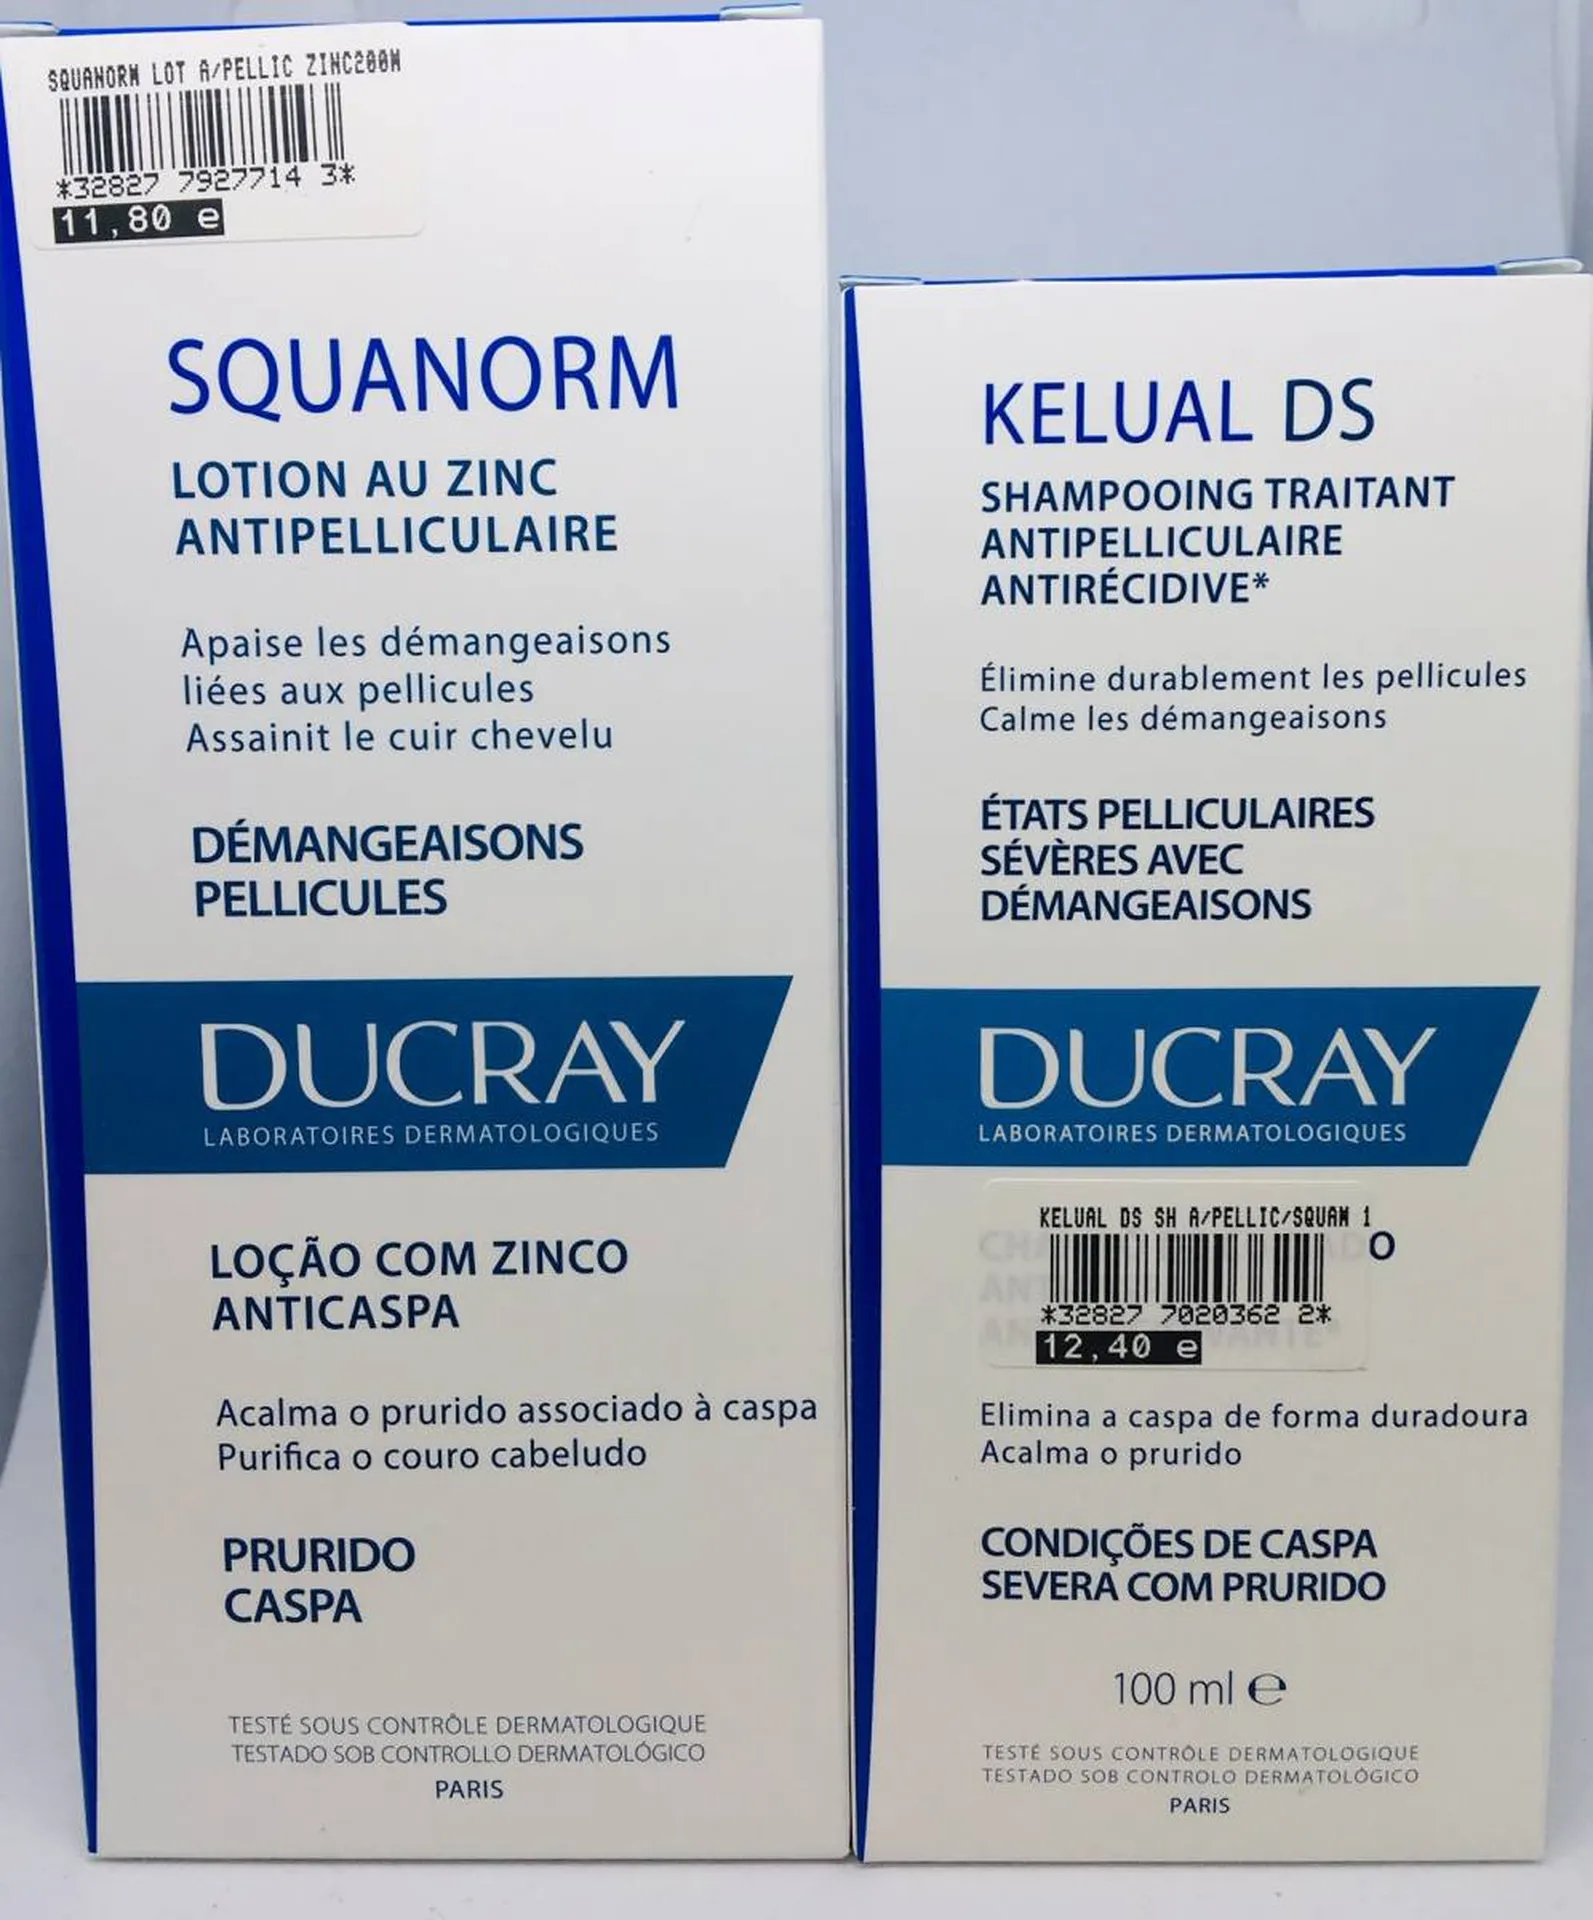 SQUANORM LOT A/PELLIC ZINC200M
*32827 7927714 3*
11,80 e
SQUANORM
LOTION AU ZINC
ANTIPELLICULAIRE
Apaise les démangeaisons
liées aux pellicules
Assainit le cuir chevelu
DÉMANGEAISONS
PELLICULES
DUCRAY
LABORATOIRES DERMATOLOGIQUES
LOÇÃO COM ZINCO
ANTICASPA
Acalma o prurido associado à caspa
Purifica o couro cabeludo
PRURIDO
CASPA
TESTÉ SOUS CONTRÔLE DERMATOLOGIQUE
TESTADO SOB CONTROLLO DERMATOLÓGICO
PARIS
KELUAL DS
SHAMPOOING TRAITANT
ANTIPELLICULAIRE
ANTIRÉCIDIVE*
Élimine durablement les pellicules
Calme les démangeaisons
ÉTATS PELLICULAIRES
SÉVÈRES AVEC
DÉMANGEAISONS
DUCRAY
LABORATOIRES DERMATOLOGIQUES
KELUAL DS SH A/PELLIC/SQUAM 1
*32827 7020362 2*
12,40 e
Elimina a caspa de forma duradoura
Acalma o prurido
CONDIÇÕES DE CASPA
SEVERA COM PRURIDO
100 ml ℮
TESTÉ SOUS CONTRÔLE DERMATOLOGIQUE
TESTADO SOB CONTROLO DERMATOLÓGICO
PARIS